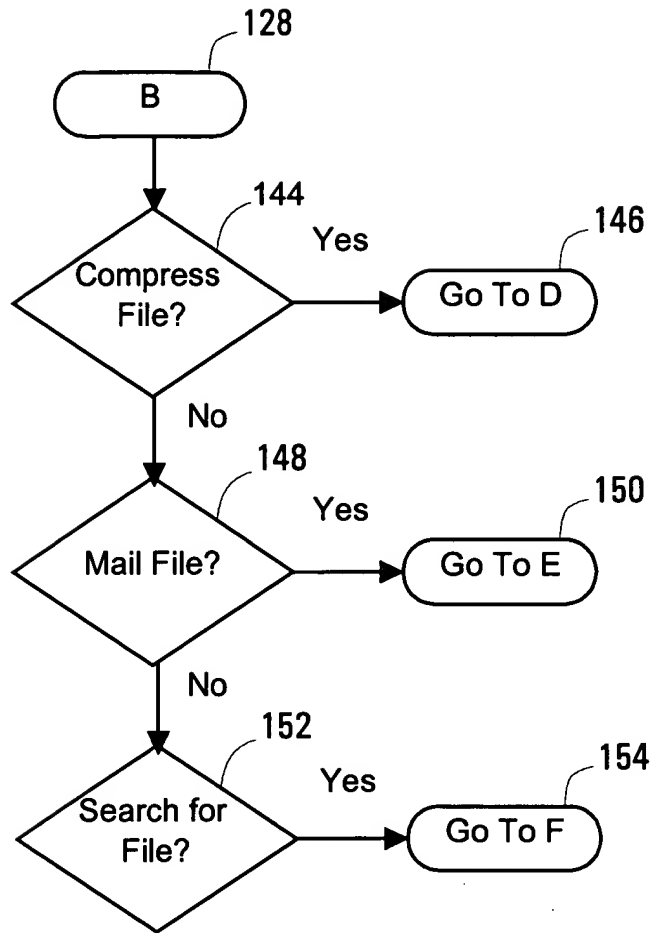 128
B
144
Compress
File?
Yes
146
Go To D
No
148
Mail File?
Yes
150
Go To E
No
152
Search for
File?
Yes
154
Go To F